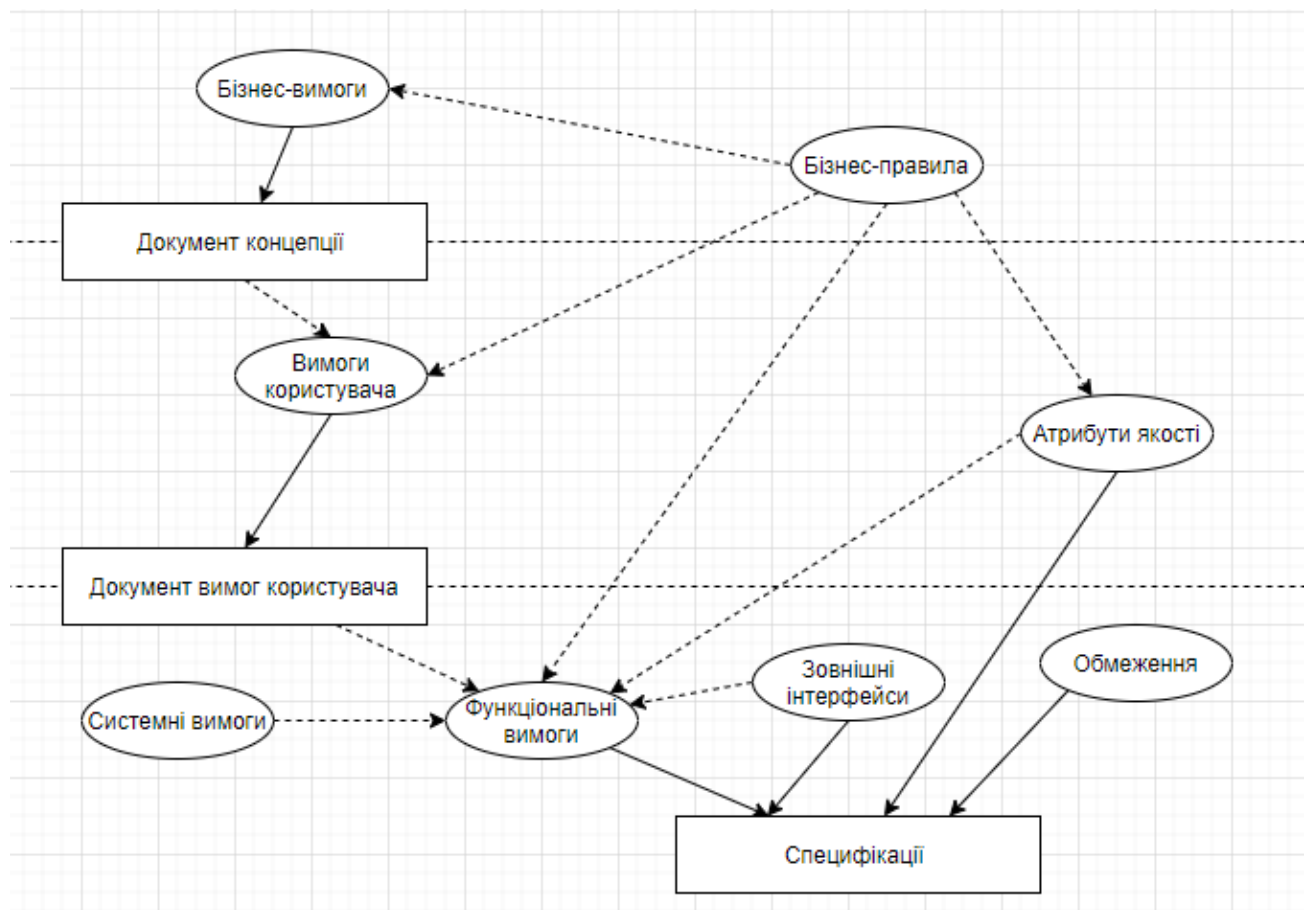 Бізнес-вимоги
Бізнес-правила
Документ концепції
Вимоги
користувача
Атрибути якості
Документ вимог користувача
Зовнішні
інтерфейси
Обмеження
Системні вимоги
Функціональні
вимоги
Специфікації